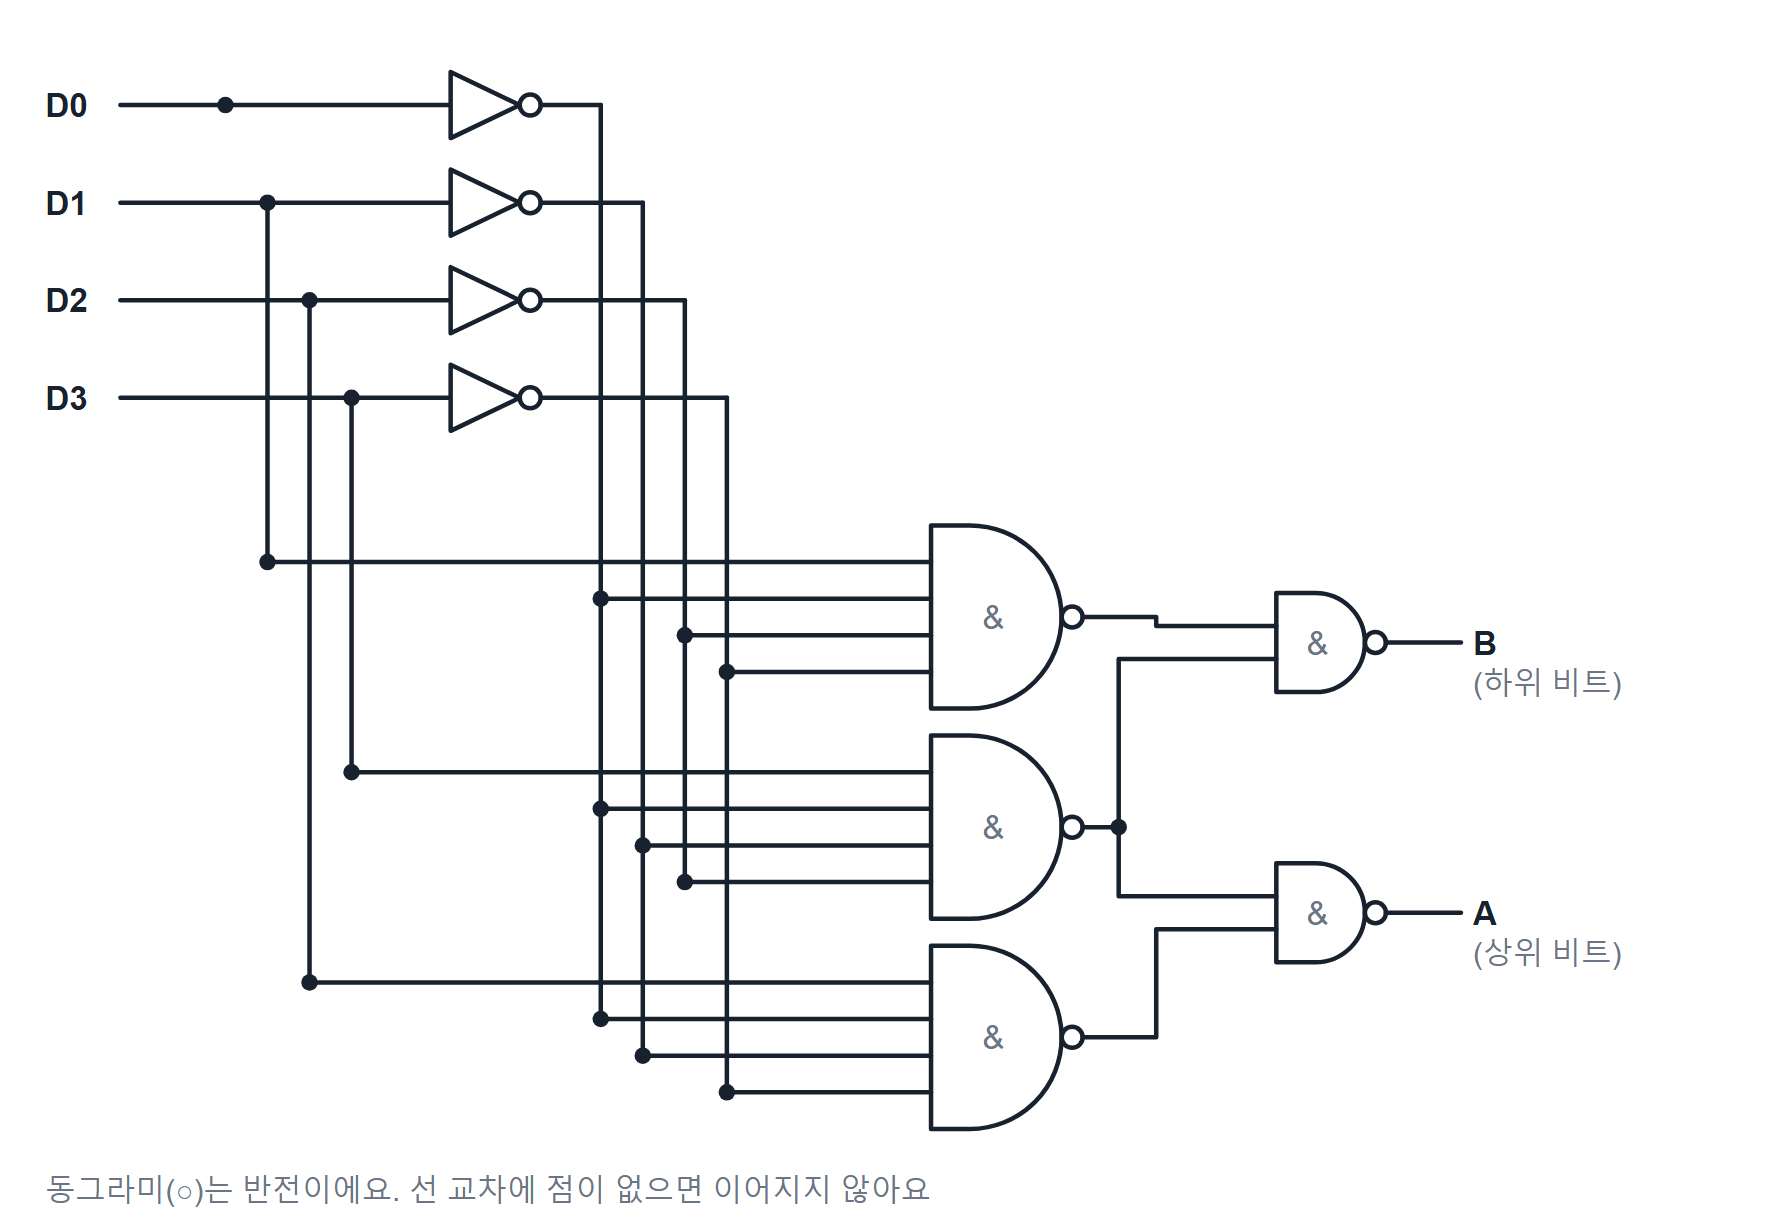 D0
D1
D2
D3
&
&
B
(하위 비트)
&
&
A
(상위 비트)
&
동그라미(○)는 반전이에요. 선 교차에 점이 없으면 이어지지 않아요